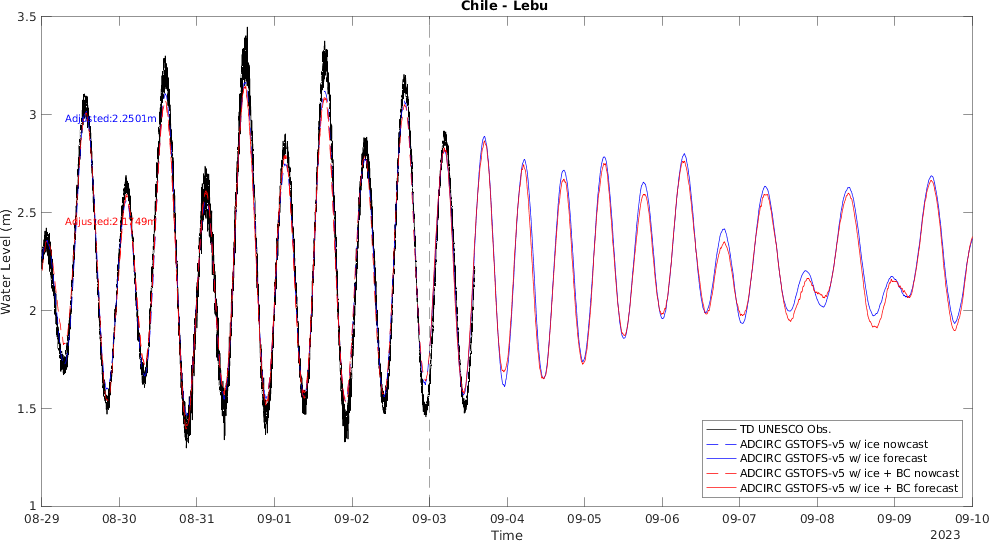 Chile - Lebu
3.5
3
2.5
2
1.5
1
Water Level (m)
Adjusted:2.2501m
Adjusted:2.1749m
TD UNESCO Obs.
ADCIRC GSTOFS-v5 w/ ice nowcast
ADCIRC GSTOFS-v5 w/ ice forecast
ADCIRC GSTOFS-v5 w/ ice + BC nowcast
ADCIRC GSTOFS-v5 w/ ice + BC forecast
08-29 08-30 08-31 09-01 09-02 09-03 09-04 09-05 09-06 09-07 09-08 09-09 09-10
Time
2023